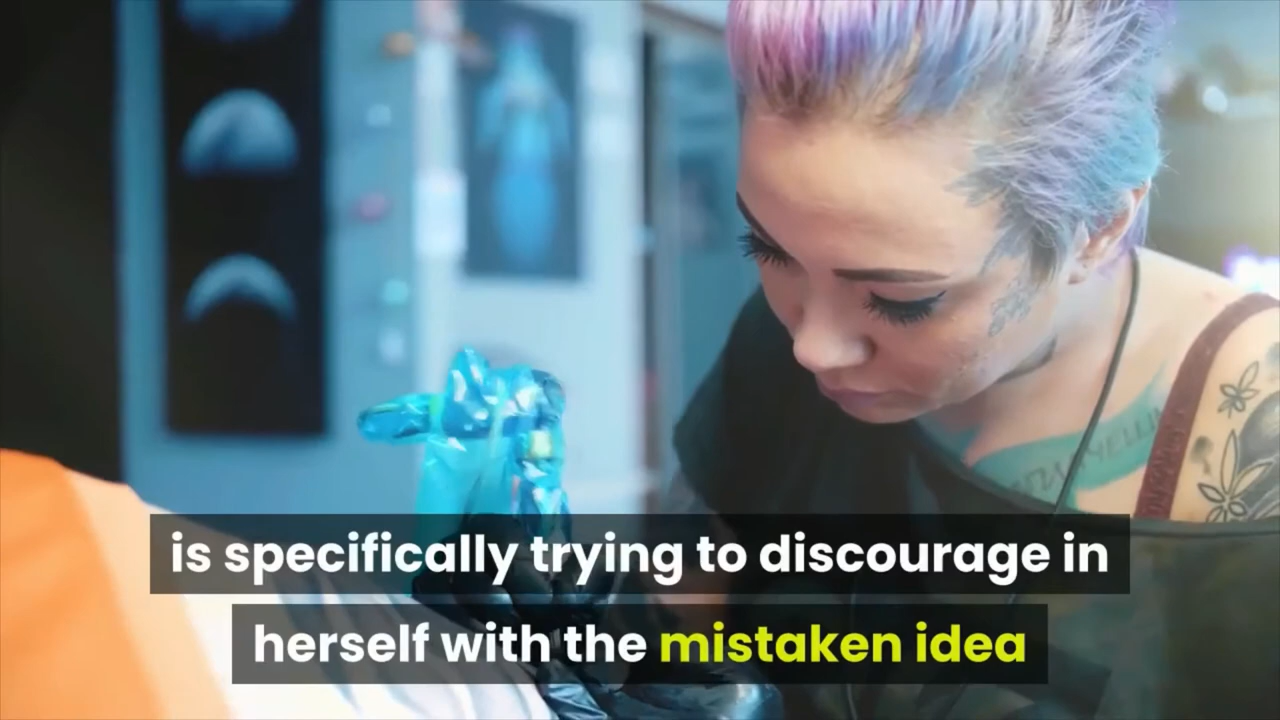 is specifically trying to discourage in
herself with the mistaken idea